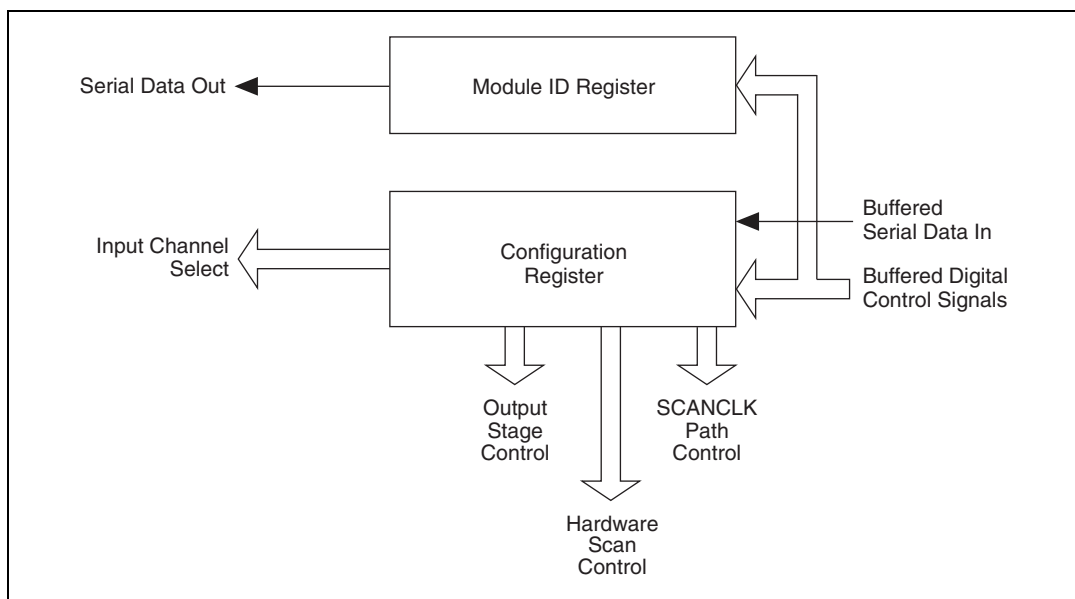 Serial Data Out
Module ID Register
Buffered
Serial Data In
Input Channel
Select
Configuration
Register
Buffered Digital
Control Signals
Output
Stage
Control
SCANCLK
Path
Control
Hardware
Scan
Control